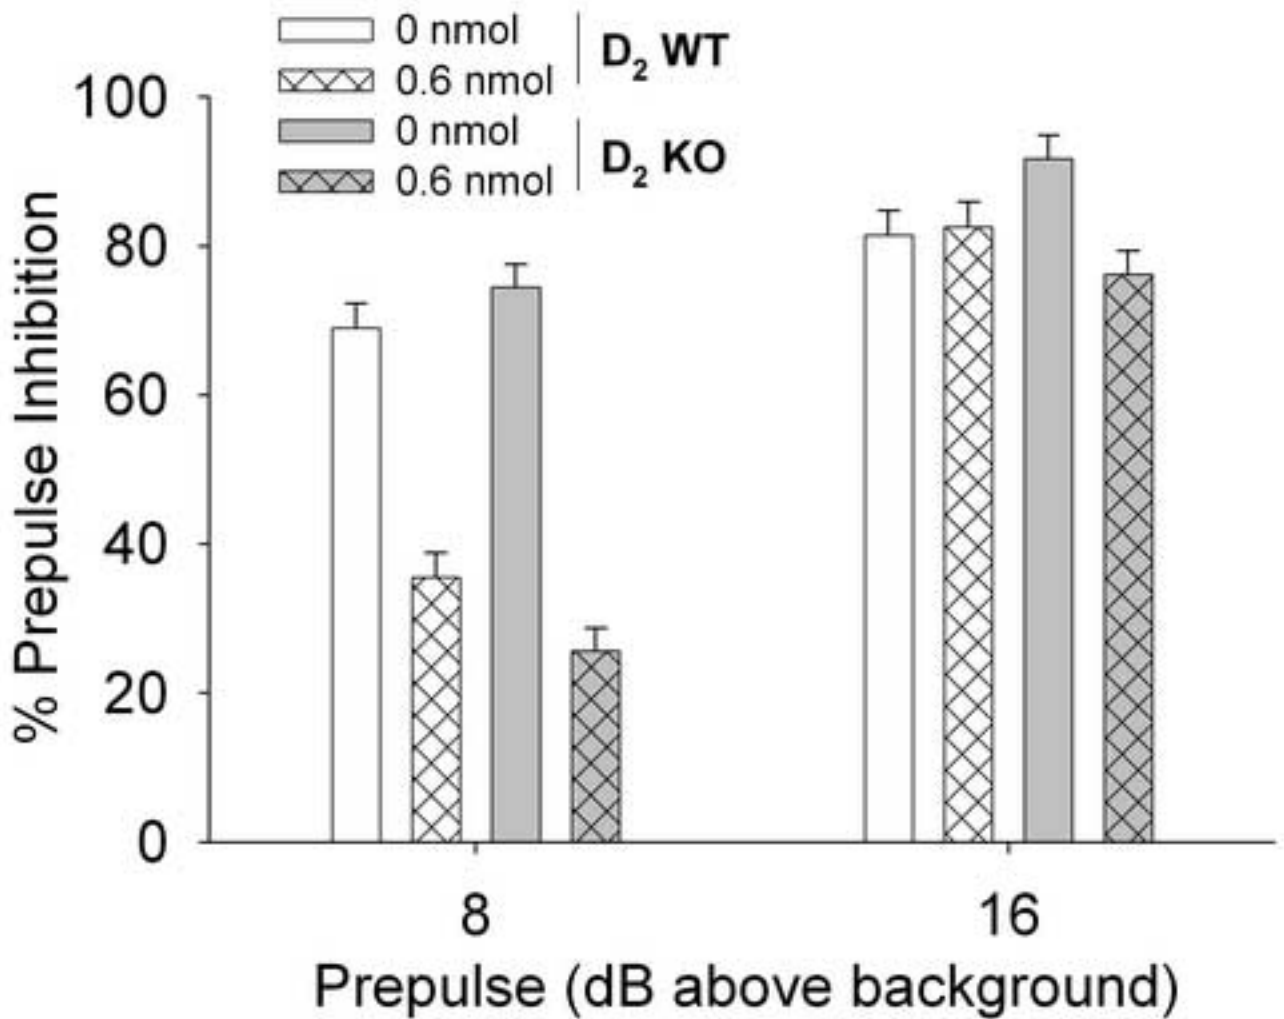 0 nmol
0.6 nmol
D₂ WT
0 nmol
0.6 nmol
D₂ KO
% Prepulse Inhibition
100
80
60
40
20
0
8 16
Prepulse (dB above background)